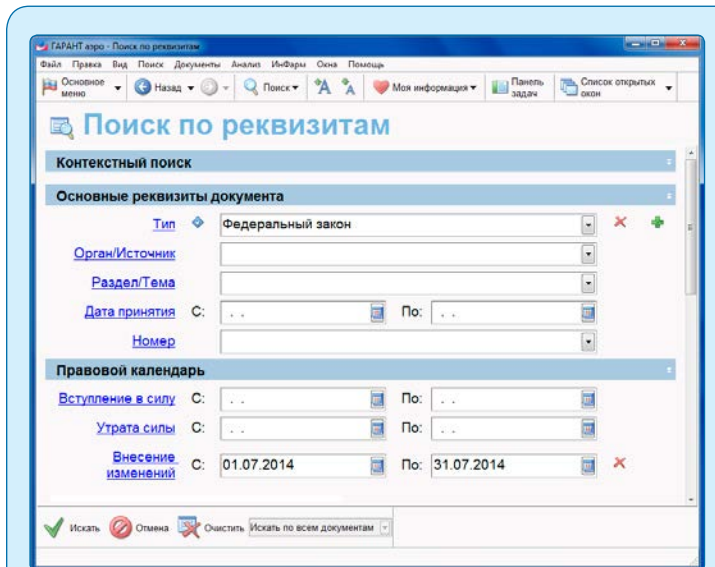 ГАРАНТ аэро - Поиск по реквизитам
Файл Правка Вид Поиск Документы Анализ ИнФарм Окна Помощь
Основное меню Назад Поиск Моя информация Панель задач Список открытых окон
Поиск по реквизитам
Контекстный поиск
Основные реквизиты документа
Тип Федеральный закон
Орган/Источник
Раздел/Тема
Дата принятия С: . . По: . .
Номер
Правовой календарь
Вступление в силу С: . . По: . .
Утрата силы С: . . По: . .
Внесение изменений С: 01.07.2014 По: 31.07.2014
Искать Отмена Очистить Искать по всем документам